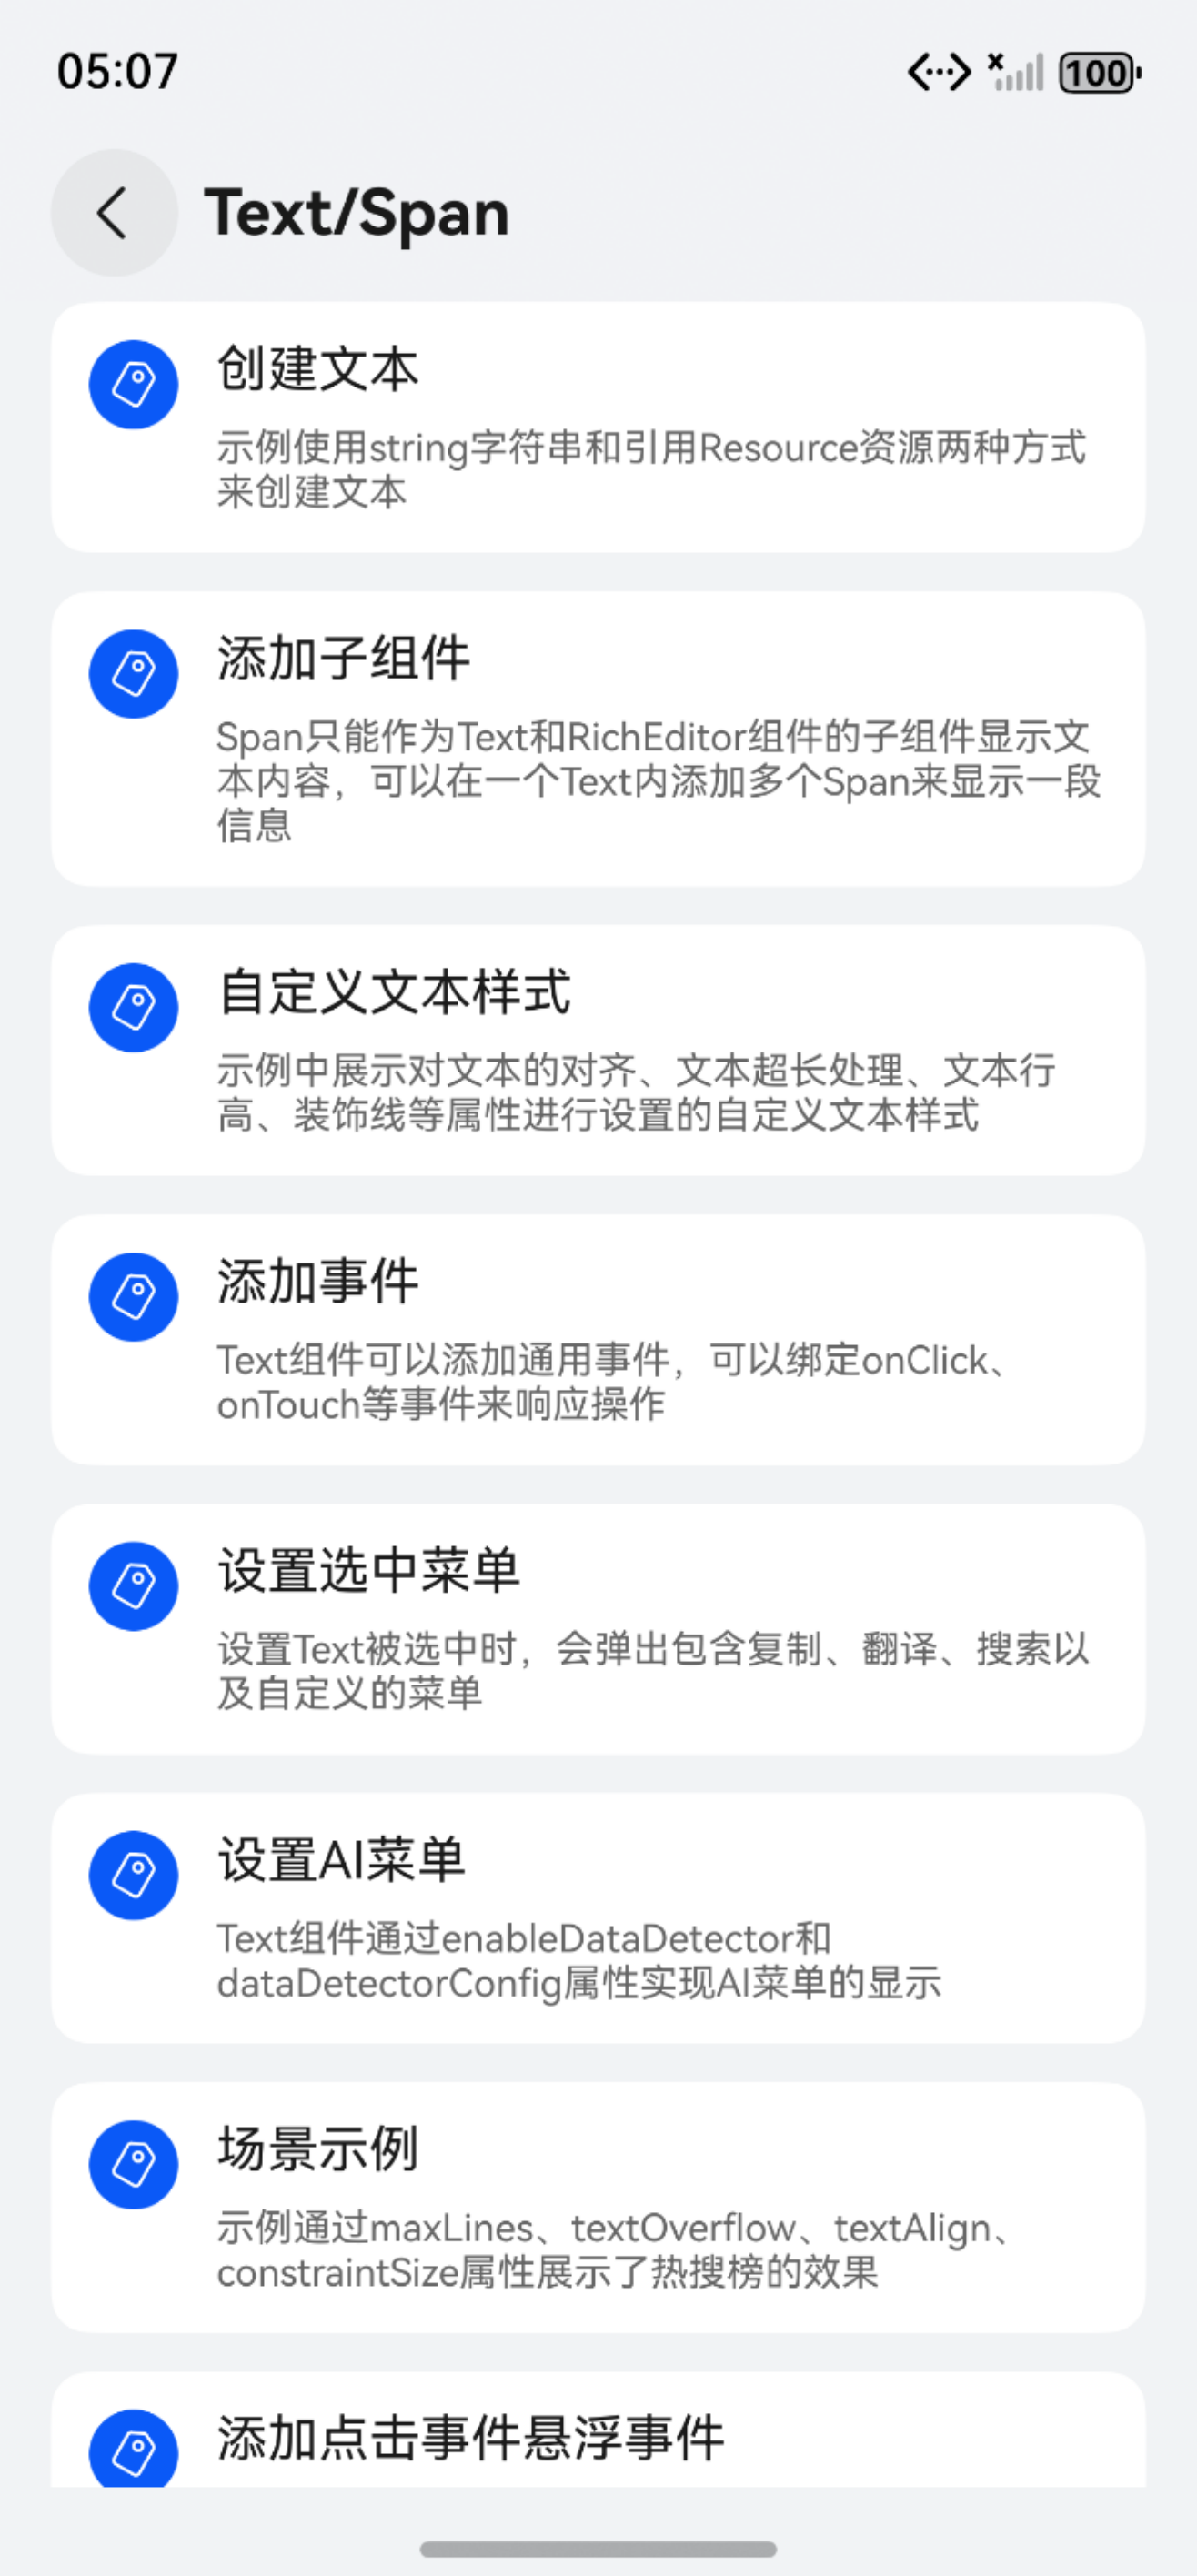 05:07
100
Text/Span
创建文本
示例使用string字符串和引用Resource资源两种方式
来创建文本
添加子组件
Span只能作为Text和RichEditor组件的子组件显示文
本内容，可以在一个Text内添加多个Span来显示一段
信息
自定义文本样式
示例中展示对文本的对齐、文本超长处理、文本行
高、装饰线等属性进行设置的自定义文本样式
添加事件
Text组件可以添加通用事件，可以绑定onClick、
onTouch等事件来响应操作
设置选中菜单
设置Text被选中时，会弹出包含复制、翻译、搜索以
及自定义的菜单
设置AI菜单
Text组件通过enableDataDetector和
dataDetectorConfig属性实现AI菜单的显示
场景示例
示例通过maxLines、textOverflow、textAlign、
constraintSize属性展示了热搜榜的效果
添加点击事件悬浮事件